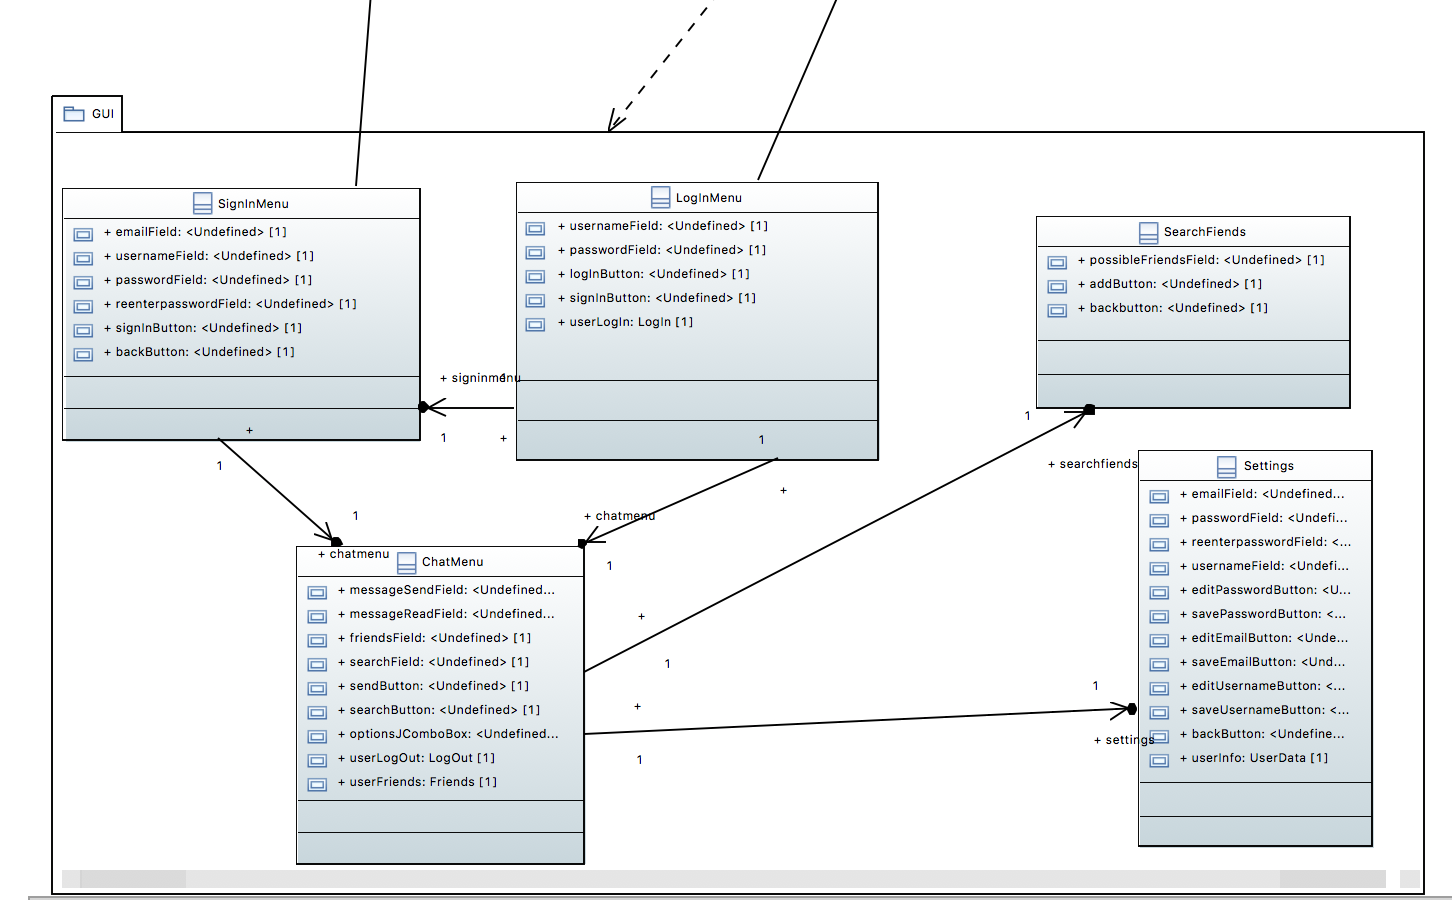 GUI
SignInMenu
+ emailField: <Undefined> [1]
+ usernameField: <Undefined> [1]
+ passwordField: <Undefined> [1]
+ reenterpasswordField: <Undefined> [1]
+ signInButton: <Undefined> [1]
+ backButton: <Undefined> [1]
LogInMenu
+ usernameField: <Undefined> [1]
+ passwordField: <Undefined> [1]
+ logInButton: <Undefined> [1]
+ signInButton: <Undefined> [1]
+ userLogIn: LogIn [1]
SearchFiends
+ possibleFriendsField: <Undefined> [1]
+ addButton: <Undefined> [1]
+ backbutton: <Undefined> [1]
+ signinmenu
1
1
+
+
1
1
+ chatmenu
1
+
+ chatmenu
1
1
+ searchfiends
+
1
+
1
1
+ settings
ChatMenu
+ messageSendField: <Undefined...
+ messageReadField: <Undefined...
+ friendsField: <Undefined> [1]
+ searchField: <Undefined> [1]
+ sendButton: <Undefined> [1]
+ searchButton: <Undefined> [1]
+ optionsJComboBox: <Undefined...
+ userLogOut: LogOut [1]
+ userFriends: Friends [1]
Settings
+ emailField: <Undefined...
+ passwordField: <Undefi...
+ reenterpasswordField: <...
+ usernameField: <Undefi...
+ editPasswordButton: <U...
+ savePasswordButton: <...
+ editEmailButton: <Unde...
+ saveEmailButton: <Und...
+ editUsernameButton: <...
+ saveUsernameButton: <...
+ backButton: <Undefine...
+ userInfo: UserData [1]